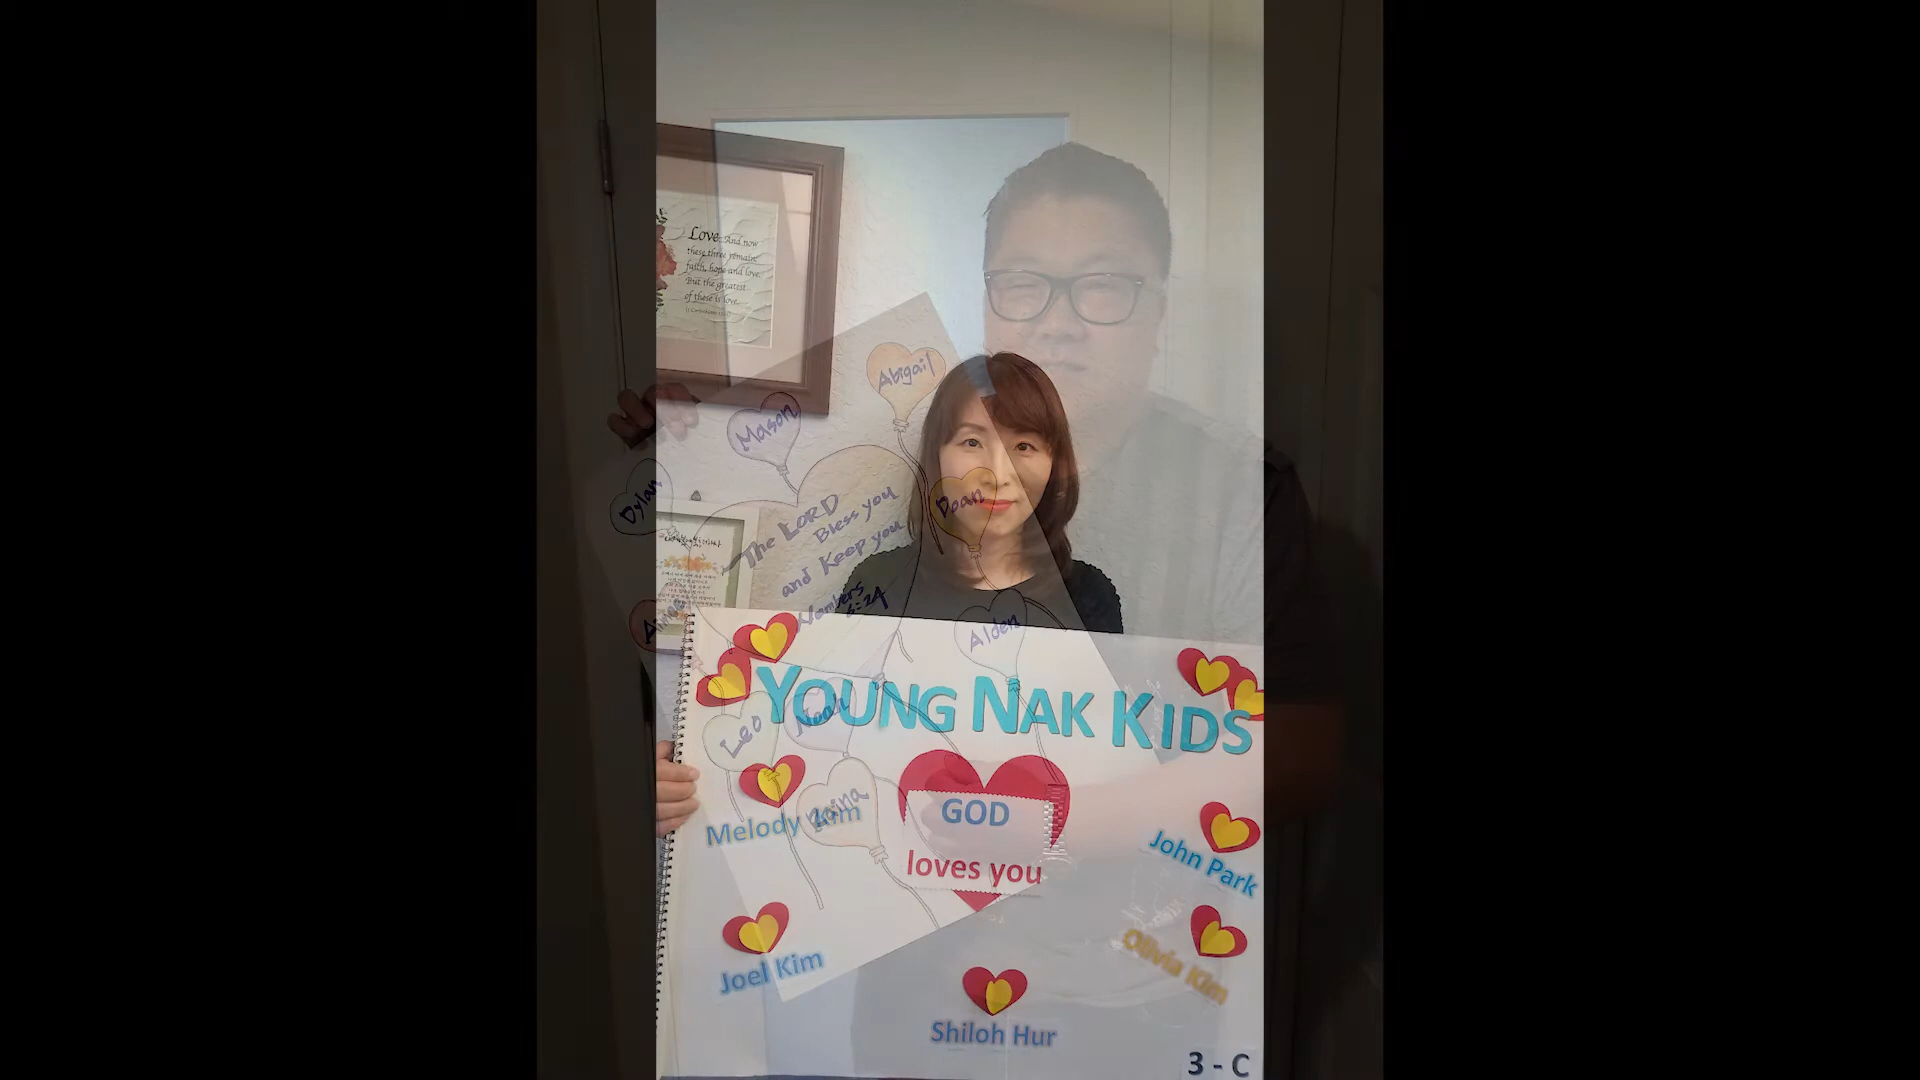 Love. And now
these three remain:
faith, hope and love.
But the greatest
of these is love.
Abigail
Mason
Dylan
Doan
The LORD
Bless you
and Keep you
Numbers
6:24
Alden
YOUNG NAK KIDS
Leo
Noah
GOD
loves you
Melody Kim
John Park
Joel Kim
Olivia Kim
Shiloh Hur
3 - C